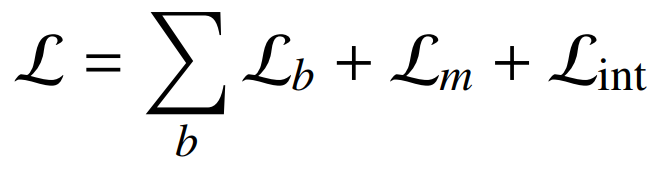 ℒ = ∑_b ℒ_b + ℒ_m + ℒ_int